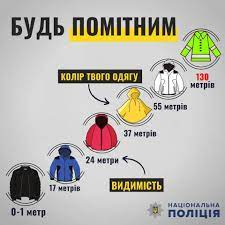 БУДЬ ПОМІТНИМ
КОЛІР ТВОГО ОДЯГУ
130
метрів
55 метрів
37 метрів
24 метри
17 метрів
0-1 метр
ВИДИМІСТЬ
НАЦІОНАЛЬНА
ПОЛІЦІЯ